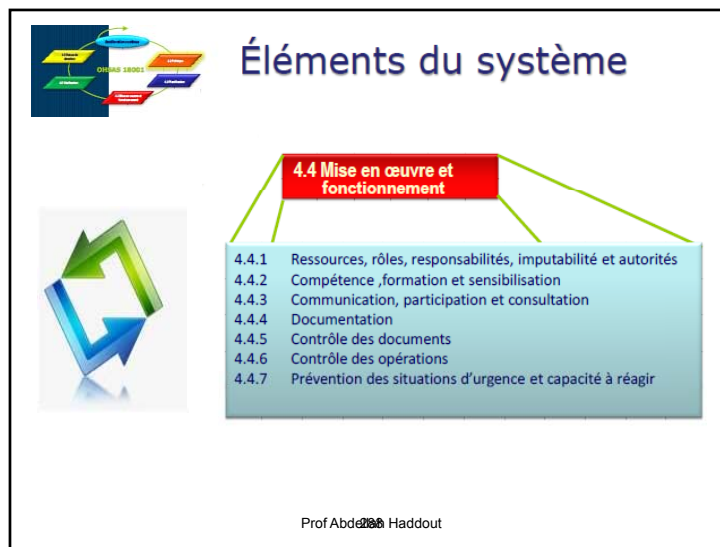 OHSAS 18001
Éléments du système
4.4 Mise en œuvre et
fonctionnement
4.4.1 Ressources, rôles, responsabilités, imputabilité et autorités
4.4.2 Compétence ,formation et sensibilisation
4.4.3 Communication, participation et consultation
4.4.4 Documentation
4.4.5 Contrôle des documents
4.4.6 Contrôle des opérations
4.4.7 Prévention des situations d’urgence et capacité à réagir
Prof Haddout